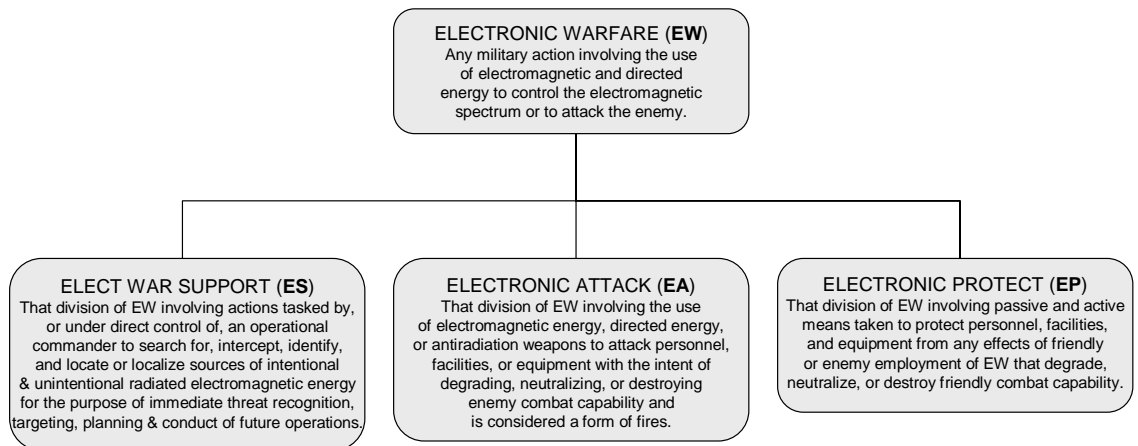 ELECTRONIC WARFARE (EW)
Any military action involving the use
of electromagnetic and directed
energy to control the electromagnetic
spectrum or to attack the enemy.
ELECT WAR SUPPORT (ES)
That division of EW involving actions tasked by,
or under direct control of, an operational
commander to search for, intercept, identify,
and locate or localize sources of intentional
& unintentional radiated electromagnetic energy
for the purpose of immediate threat recognition,
targeting, planning & conduct of future operations.
ELECTRONIC ATTACK (EA)
That division of EW involving the use
of electromagnetic energy, directed energy,
or antiradiation weapons to attack personnel,
facilities, or equipment with the intent of
degrading, neutralizing, or destroying
enemy combat capability and
is considered a form of fires.
ELECTRONIC PROTECT (EP)
That division of EW involving passive and active
means taken to protect personnel, facilities,
and equipment from any effects of friendly
or enemy employment of EW that degrade,
neutralize, or destroy friendly combat capability.